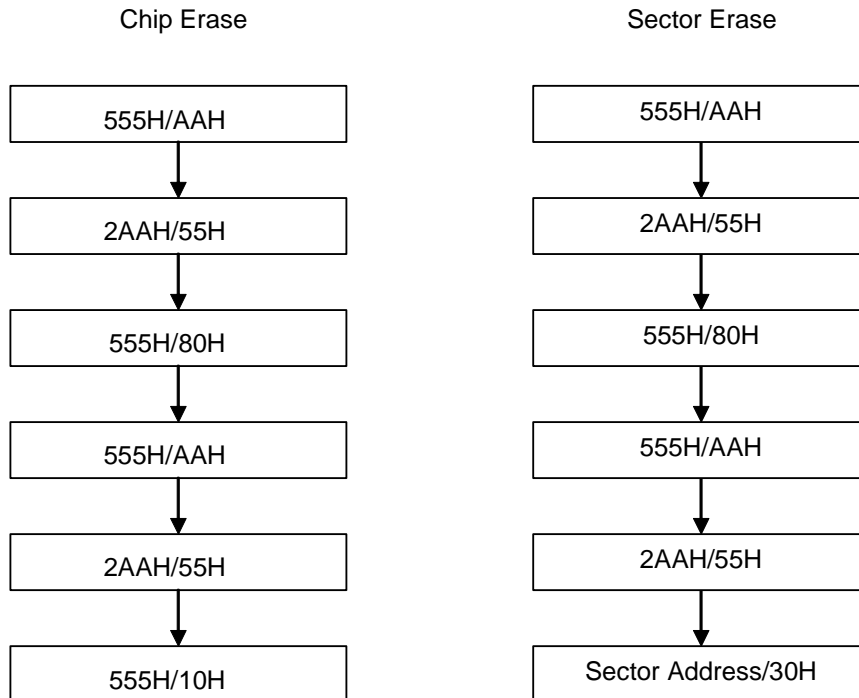 Chip Erase
555H/AAH
2AAH/55H
555H/80H
555H/AAH
2AAH/55H
555H/10H
Sector Erase
555H/AAH
2AAH/55H
555H/80H
555H/AAH
2AAH/55H
Sector Address/30H